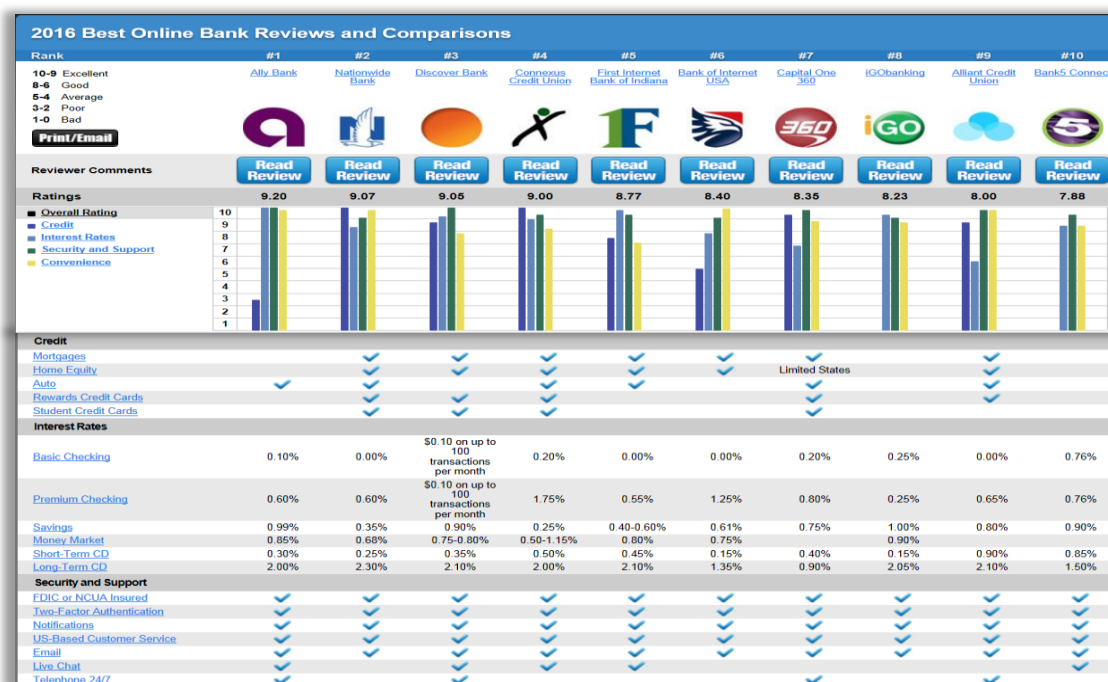 2016 Best Online Bank Reviews and Comparisons
Rank #1 #2 #3 #4 #5 #6 #7 #8 #9 #10
10-9 Excellent
8-6 Good
5-4 Average
3-2 Poor
1-0 Bad
Print/Email
Ally Bank Nationwide Bank Discover Bank Connexus Credit Union First Internet Bank of Indiana Bank of Internet USA Capital One 360 iGObanking Alliant Credit Union Bank5 Connec
1F 360 iGO 5
Reviewer Comments Read Review Read Review Read Review Read Review Read Review Read Review Read Review Read Review Read Review Read Review
Ratings 9.20 9.07 9.05 9.00 8.77 8.40 8.35 8.23 8.00 7.88
Overall Rating
Credit
Interest Rates
Security and Support
Convenience
10
9
8
7
6
5
4
3
2
1
Credit
Mortgages
Home Equity Limited States
Auto
Rewards Credit Cards
Student Credit Cards
Interest Rates
Basic Checking 0.10% 0.00% $0.10 on up to 100 transactions per month 0.20% 0.00% 0.00% 0.20% 0.25% 0.00% 0.76%
Premium Checking 0.60% 0.60% $0.10 on up to 100 transactions per month 1.75% 0.55% 1.25% 0.80% 0.25% 0.65% 0.76%
Savings 0.99% 0.35% 0.90% 0.25% 0.40-0.60% 0.61% 0.75% 1.00% 0.80% 0.90%
Money Market 0.85% 0.68% 0.75-0.80% 0.50-1.15% 0.80% 0.75% 0.90%
Short-Term CD 0.30% 0.25% 0.35% 0.50% 0.45% 0.15% 0.40% 0.15% 0.90% 0.85%
Long-Term CD 2.00% 2.30% 2.10% 2.00% 2.10% 1.35% 0.90% 2.05% 2.10% 1.50%
Security and Support
FDIC or NCUA Insured
Two-Factor Authentication
Notifications
US-Based Customer Service
Email
Live Chat
Telephone 24/7